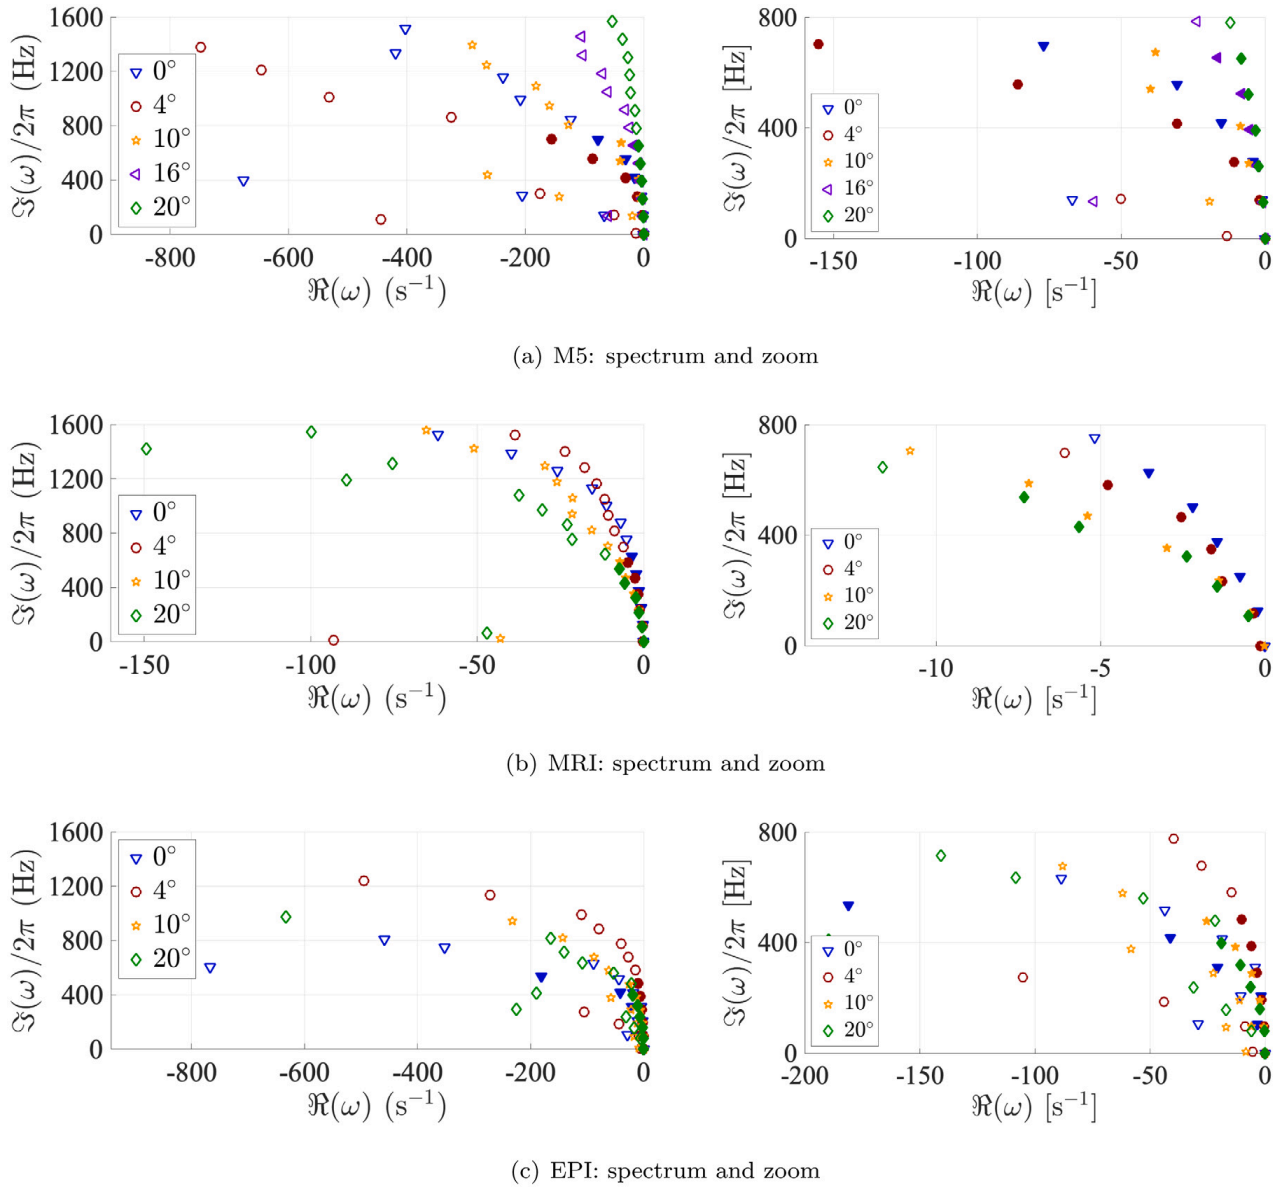 1600
1200
800
400
0
ℑ(ω)/2π (Hz)
0°
4°
10°
16°
20°
-800 -600 -400 -200 0
ℜ(ω) (s⁻¹)
800
400
0
ℑ(ω)/2π [Hz]
0°
4°
10°
16°
20°
-150 -100 -50 0
ℜ(ω) [s⁻¹]
(a) M5: spectrum and zoom
1600
1200
800
400
0
ℑ(ω)/2π (Hz)
0°
4°
10°
20°
-150 -100 -50 0
ℜ(ω) (s⁻¹)
800
400
0
ℑ(ω)/2π [Hz]
0°
4°
10°
20°
-10 -5 0
ℜ(ω) [s⁻¹]
(b) MRI: spectrum and zoom
1600
1200
800
400
0
ℑ(ω)/2π (Hz)
0°
4°
10°
20°
-800 -600 -400 -200 0
ℜ(ω) (s⁻¹)
800
400
0
ℑ(ω)/2π [Hz]
0°
4°
10°
20°
-200 -150 -100 -50 0
ℜ(ω) [s⁻¹]
(c) EPI: spectrum and zoom